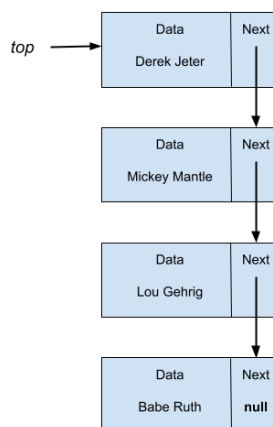 Data Next
top
Derek Jeter
Data Next
Mickey Mantle
Data Next
Lou Gehrig
Data Next
Babe Ruth null